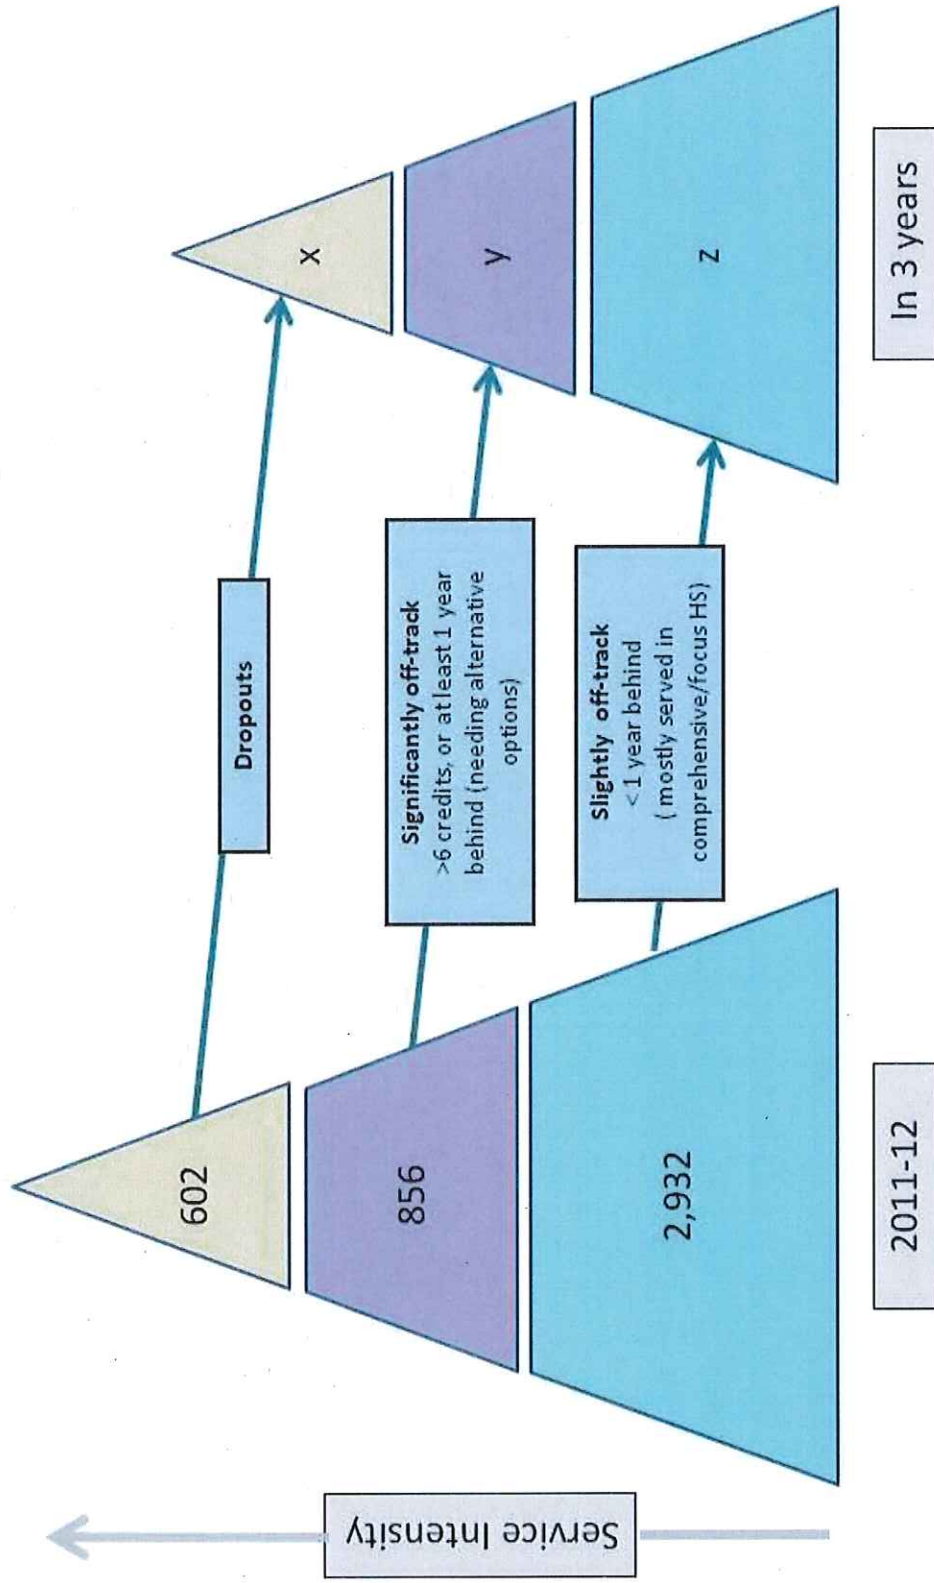 Service Intensity
602
856
2,932
2011-12
Dropouts
Significantly off-track
>6 credits, or at least 1 year
behind (needing alternative
options)
Slightly off-track
< 1 year behind
( mostly served in
comprehensive/focus HS)
x
y
z
In 3 years